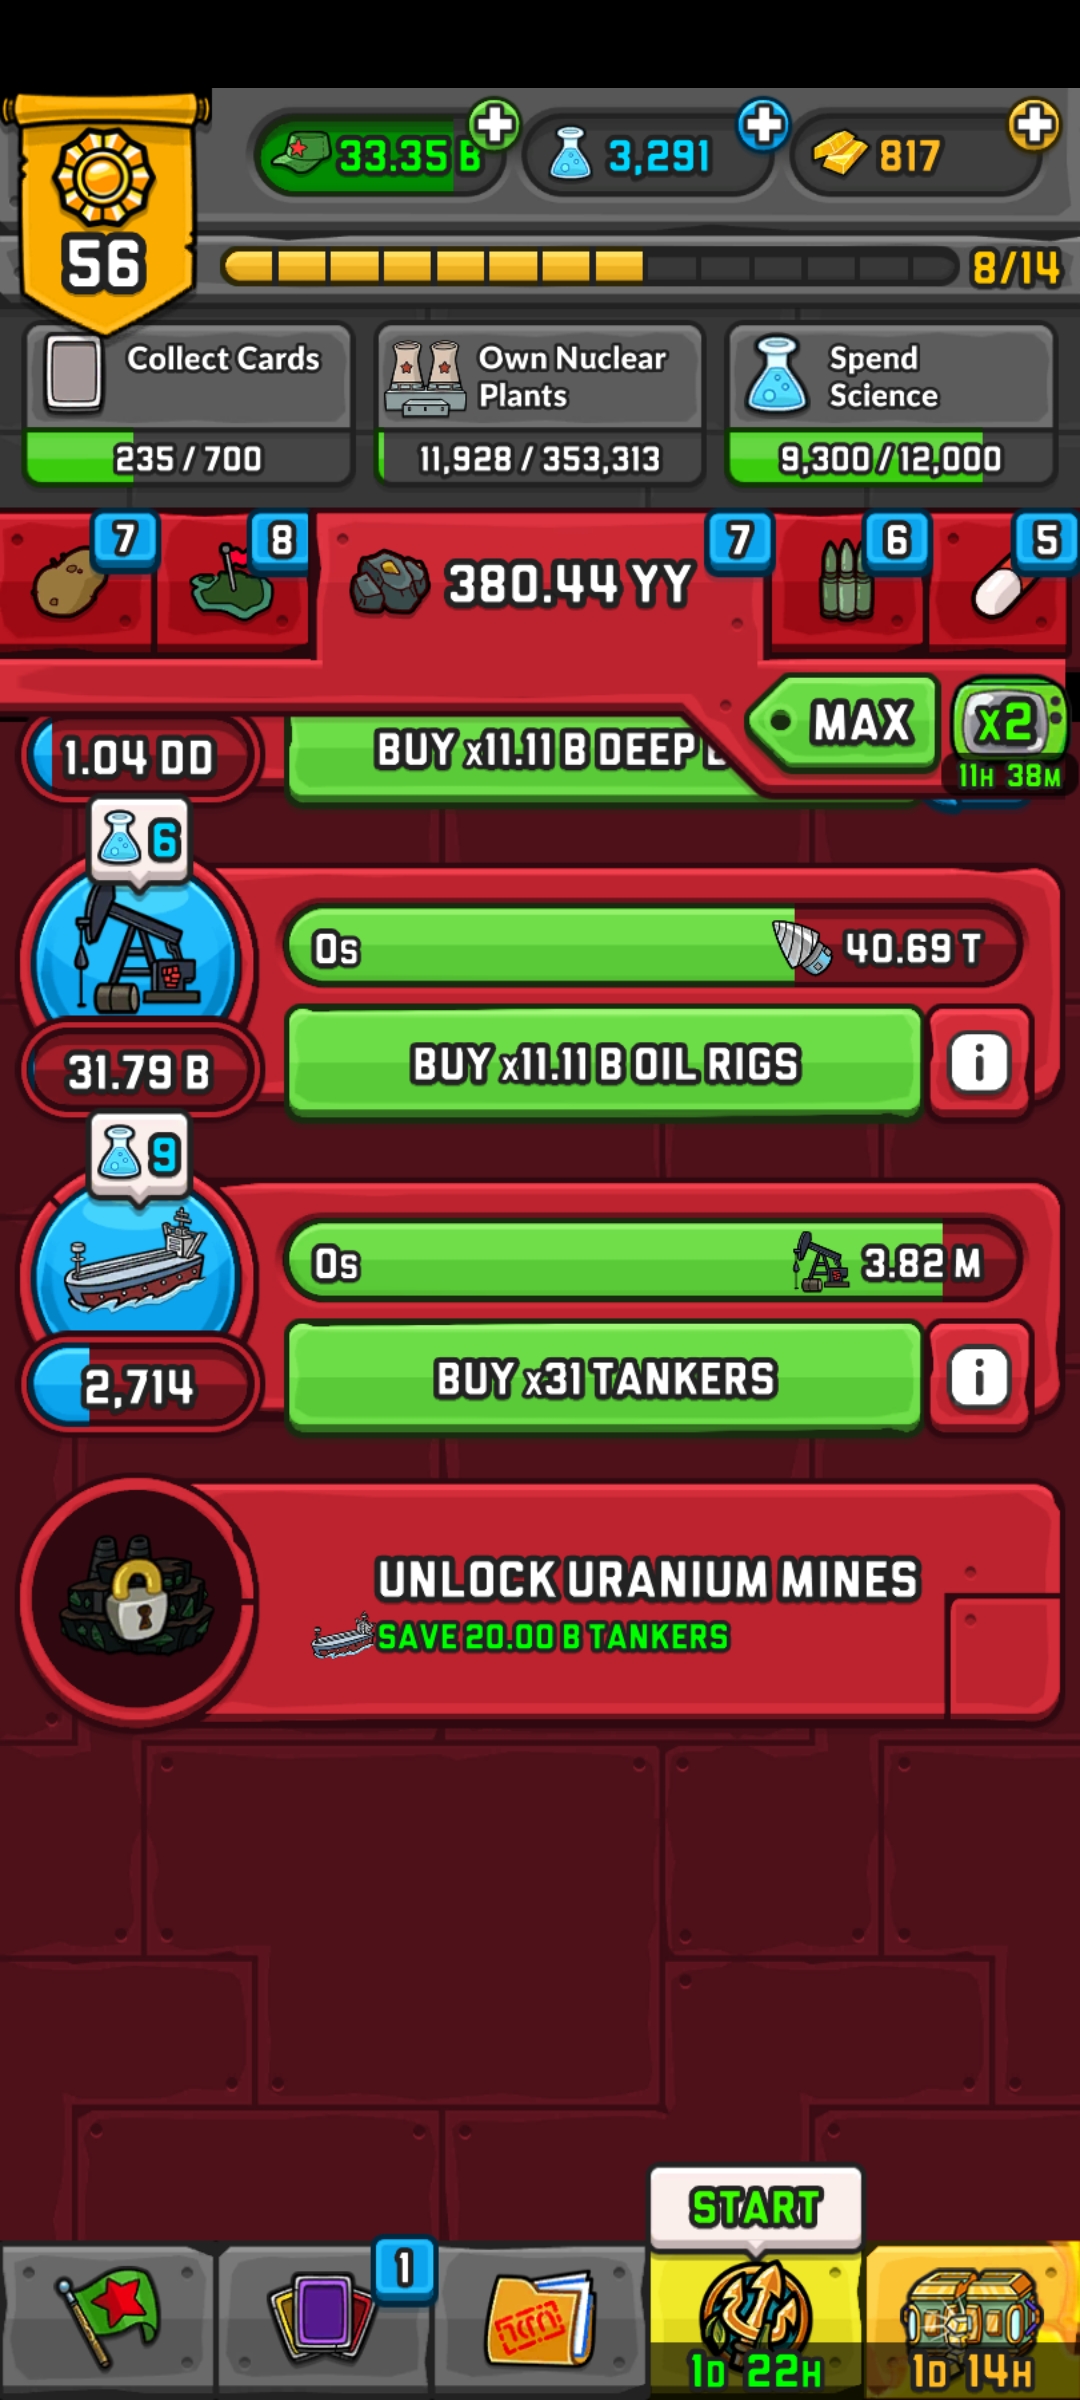 33.35 B
3,291
817
56
8/14
Collect Cards
235 / 700
Own Nuclear
Plants
11,928 / 353,313
Spend
Science
9,300 / 12,000
7
8
380.44 YY
7
6
5
MAX
x2
11H 38M
1.04 DD
BUY x11.11 B DEEP
6
0s
40.69 T
31.79 B
BUY x11.11 B OIL RIGS
i
9
0s
3.82 M
2,714
BUY x31 TANKERS
i
UNLOCK URANIUM MINES
SAVE 20.00 B TANKERS
START
1
1D 22H
1D 14H